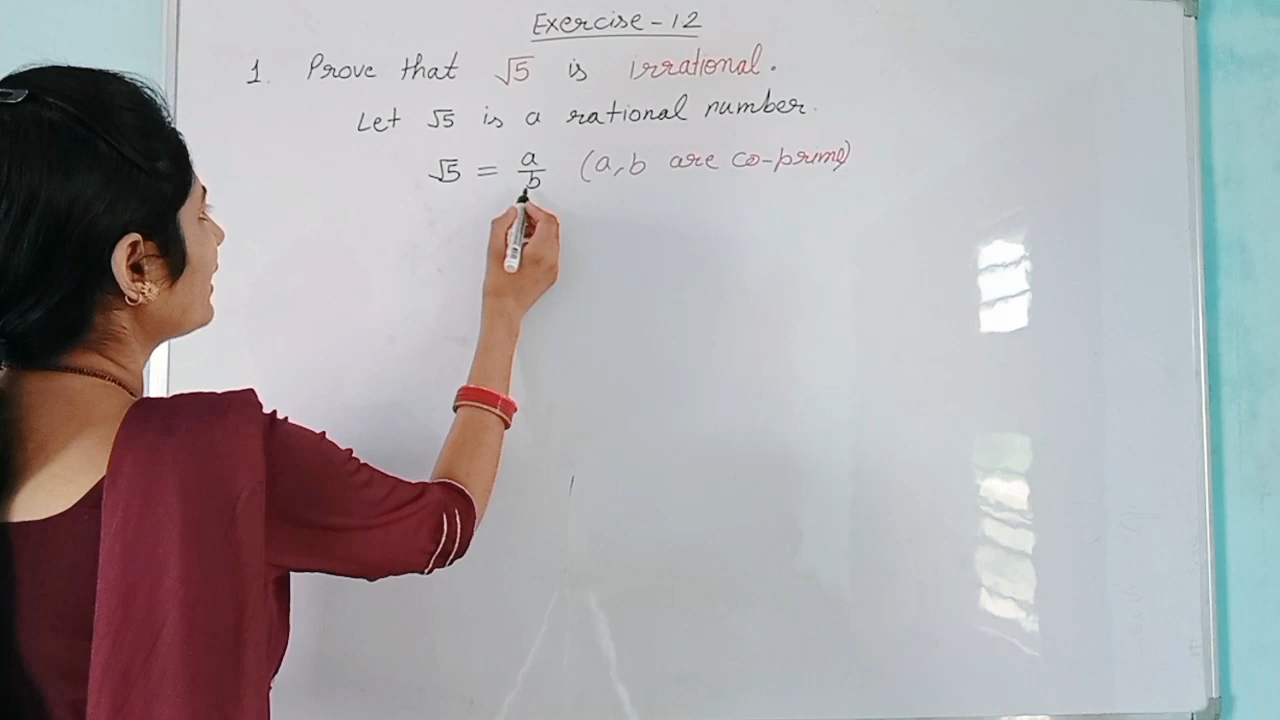 Exercise-12
1. Prove that √5 is irrational.
Let √5 is a rational number.
√5 = a/b (a,b are co-prime)